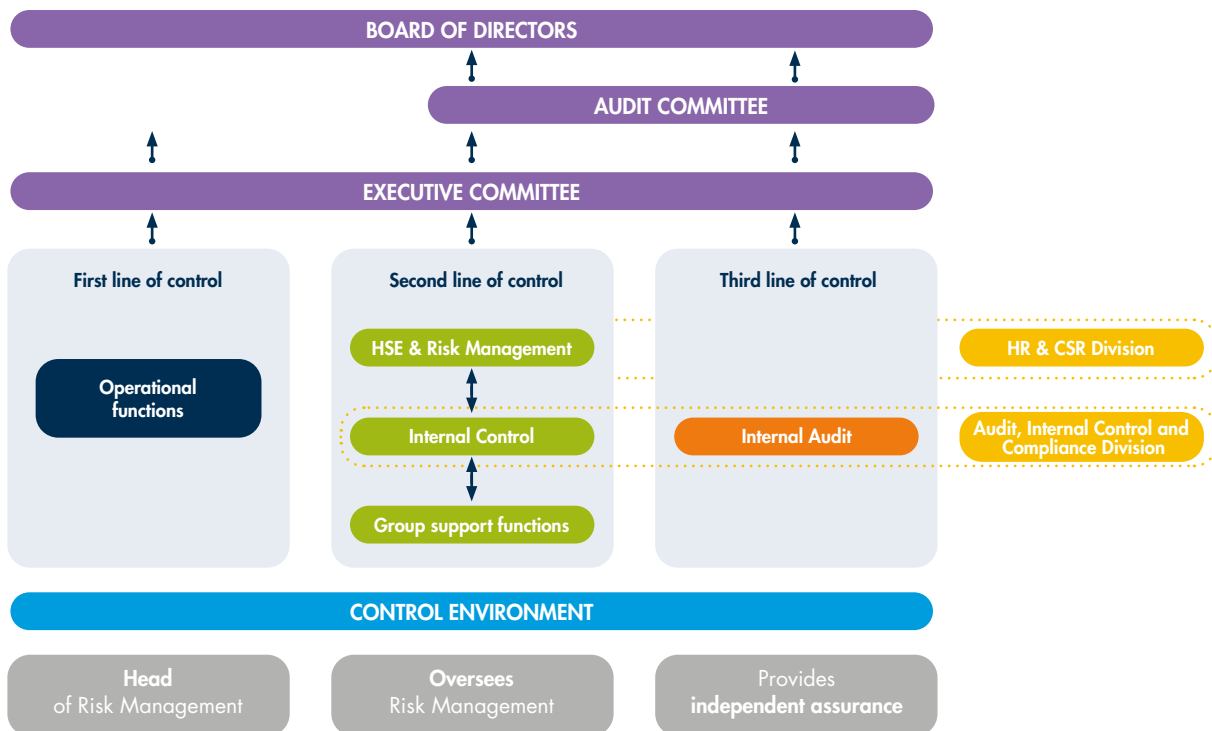 BOARD OF DIRECTORS
AUDIT COMMITTEE
EXECUTIVE COMMITTEE
First line of control
Second line of control
Third line of control
HSE & Risk Management
HR & CSR Division
Operational
functions
Internal Control
Internal Audit
Audit, Internal Control and
Compliance Division
Group support functions
CONTROL ENVIRONMENT
Head
of Risk Management
Oversees
Risk Management
Provides
independent assurance